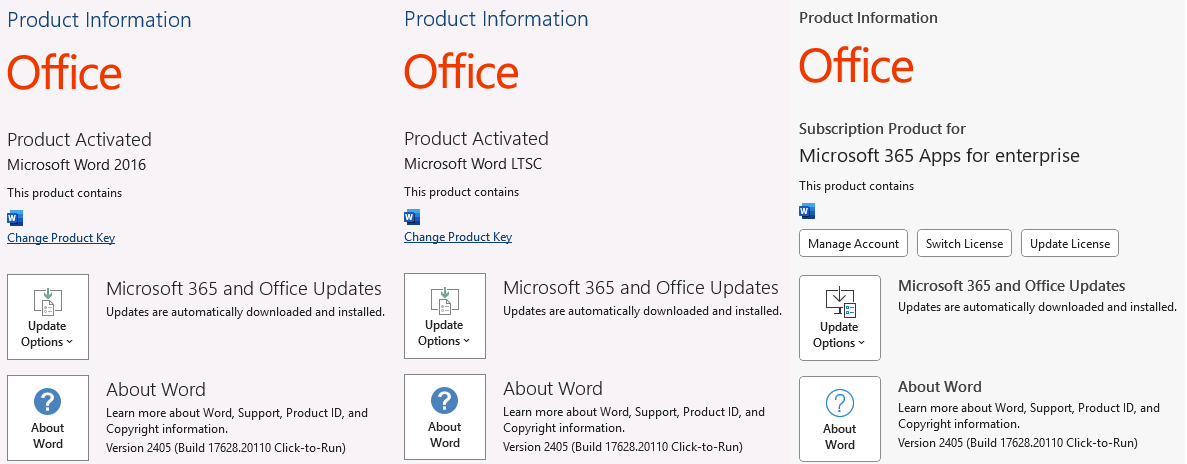 Product Information
Office
Product Activated
Microsoft Word 2016
This product contains
Change Product Key
Update
Options
Microsoft 365 and Office Updates
Updates are automatically downloaded and installed.
About
Word
About Word
Learn more about Word, Support, Product ID, and
Copyright information.
Version 2405 (Build 17628.20110 Click-to-Run)
Product Information
Office
Product Activated
Microsoft Word LTSC
This product contains
Change Product Key
Update
Options
Microsoft 365 and Office Updates
Updates are automatically downloaded and installed.
About
Word
About Word
Learn more about Word, Support, Product ID, and
Copyright information.
Version 2405 (Build 17628.20110 Click-to-Run)
Product Information
Office
Subscription Product for
Microsoft 365 Apps for enterprise
This product contains
Manage Account Switch License Update License
Update
Options
Microsoft 365 and Office Updates
Updates are automatically downloaded and installed.
About
Word
About Word
Learn more about Word, Support, Product ID, and
Copyright information.
Version 2405 (Build 17628.20110 Click-to-Run)